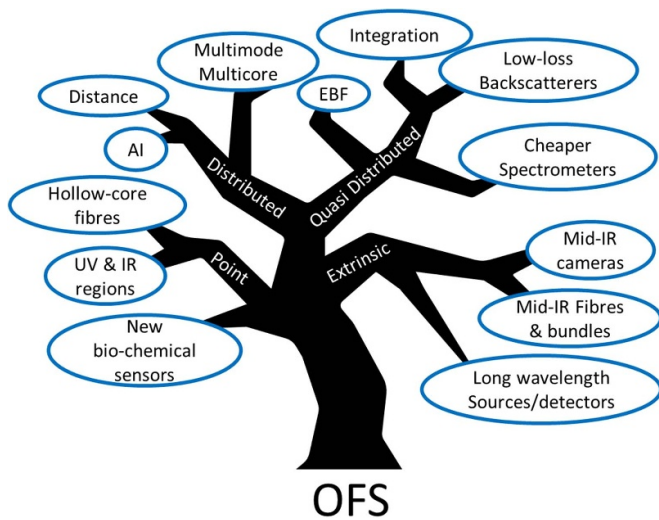 Integration
Multimode
Multicore
Low-loss
Backscatterers
Distance
EBF
AI
Cheaper
Spectrometers
Distributed
Quasi Distributed
Hollow-core
fibres
UV & IR
regions
Point
Extrinsic
Mid-IR
cameras
Mid-IR Fibres
& bundles
New
bio-chemical
sensors
Long wavelength
Sources/detectors
OFS